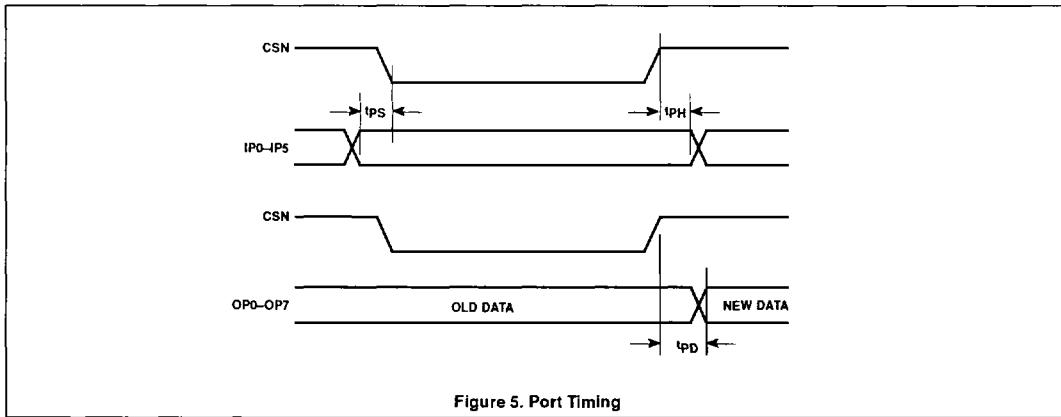 CSN
tPS
tPH
IP0–IP5
CSN
OP0–OP7 OLD DATA NEW DATA
tPD
Figure 5. Port Timing